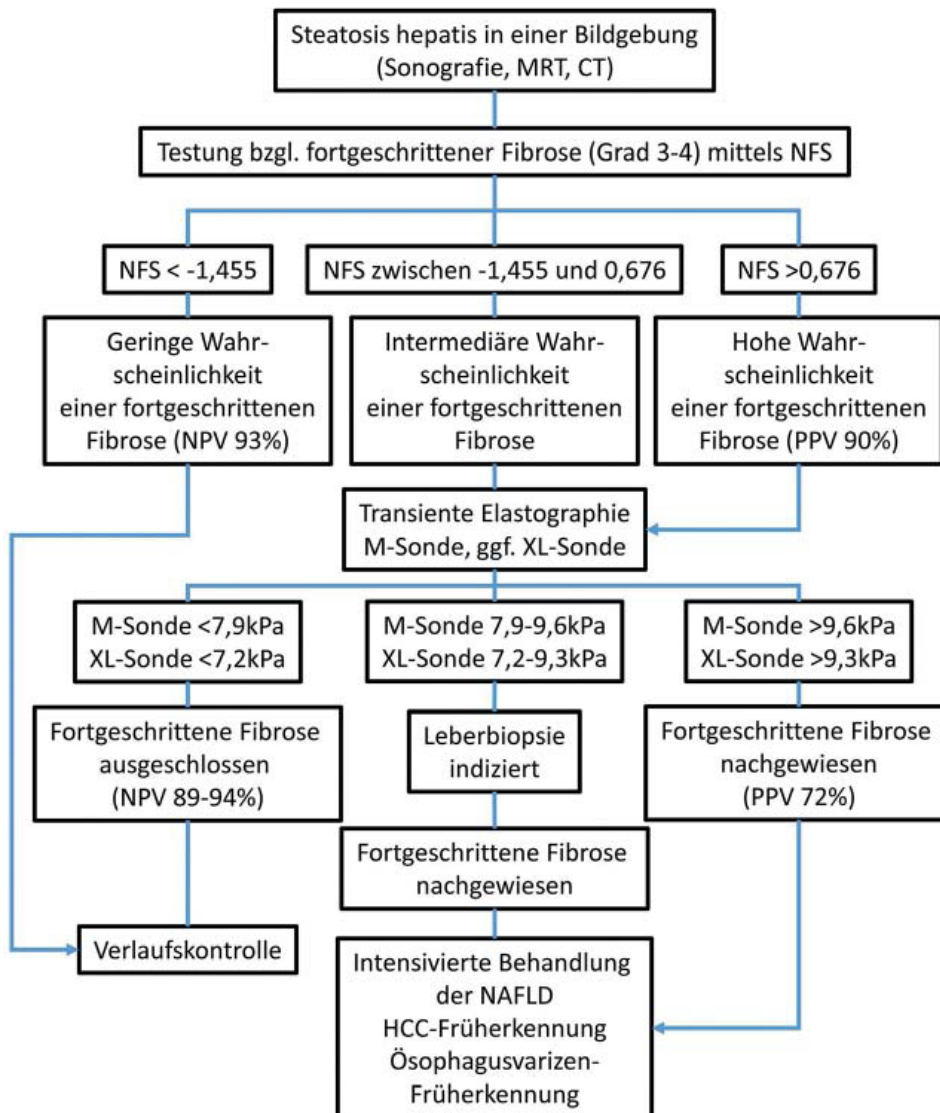 Steatosis hepatis in einer Bildgebung
(Sonografie, MRT, CT)
Testung bzgl. fortgeschrittener Fibrose (Grad 3-4) mittels NFS
NFS < -1,455
NFS zwischen -1,455 und 0,676
NFS >0,676
Geringe Wahr-
scheinlichkeit
einer fortgeschrittenen
Fibrose (NPV 93%)
Intermediäre Wahr-
scheinlichkeit
einer fortgeschrittenen
Fibrose
Hohe Wahr-
scheinlichkeit
einer fortgeschrittenen
Fibrose (PPV 90%)
Transiente Elastographie
M-Sonde, ggf. XL-Sonde
M-Sonde <7,9kPa
XL-Sonde <7,2kPa
M-Sonde 7,9-9,6kPa
XL-Sonde 7,2-9,3kPa
M-Sonde >9,6kPa
XL-Sonde >9,3kPa
Fortgeschrittene Fibrose
ausgeschlossen
(NPV 89-94%)
Leberbiopsie
indiziert
Fortgeschrittene Fibrose
nachgewiesen
(PPV 72%)
Fortgeschrittene Fibrose
nachgewiesen
Verlaufskontrolle
Intensivierte Behandlung
der NAFLD
HCC-Früherkennung
Ösophagusvarizen-
Früherkennung